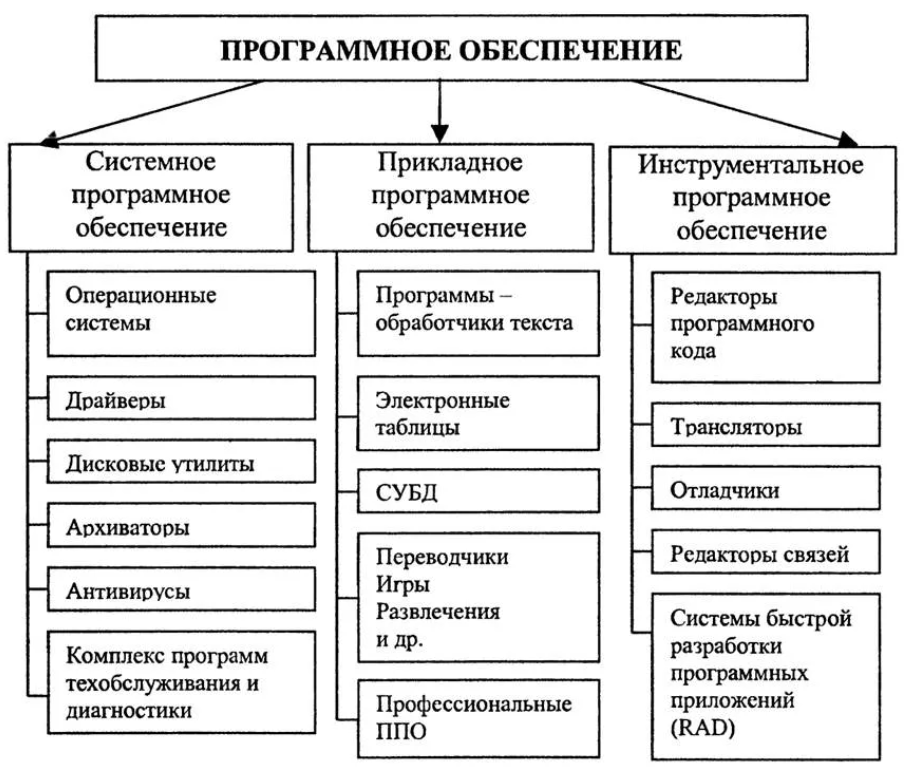 ПРОГРАММНОЕ ОБЕСПЕЧЕНИЕ
Системное
программное
обеспечение
Операционные
системы
Драйверы
Дисковые утилиты
Архиваторы
Антивирусы
Комплекс программ
техобслуживания и
диагностики
Прикладное
программное
обеспечение
Программы –
обработчики текста
Электронные
таблицы
СУБД
Переводчики
Игры
Развлечения
и др.
Профессиональные
ППО
Инструментальное
программное
обеспечение
Редакторы
программного
кода
Трансляторы
Отладчики
Редакторы связей
Системы быстрой
разработки
программных
приложений
(RAD)